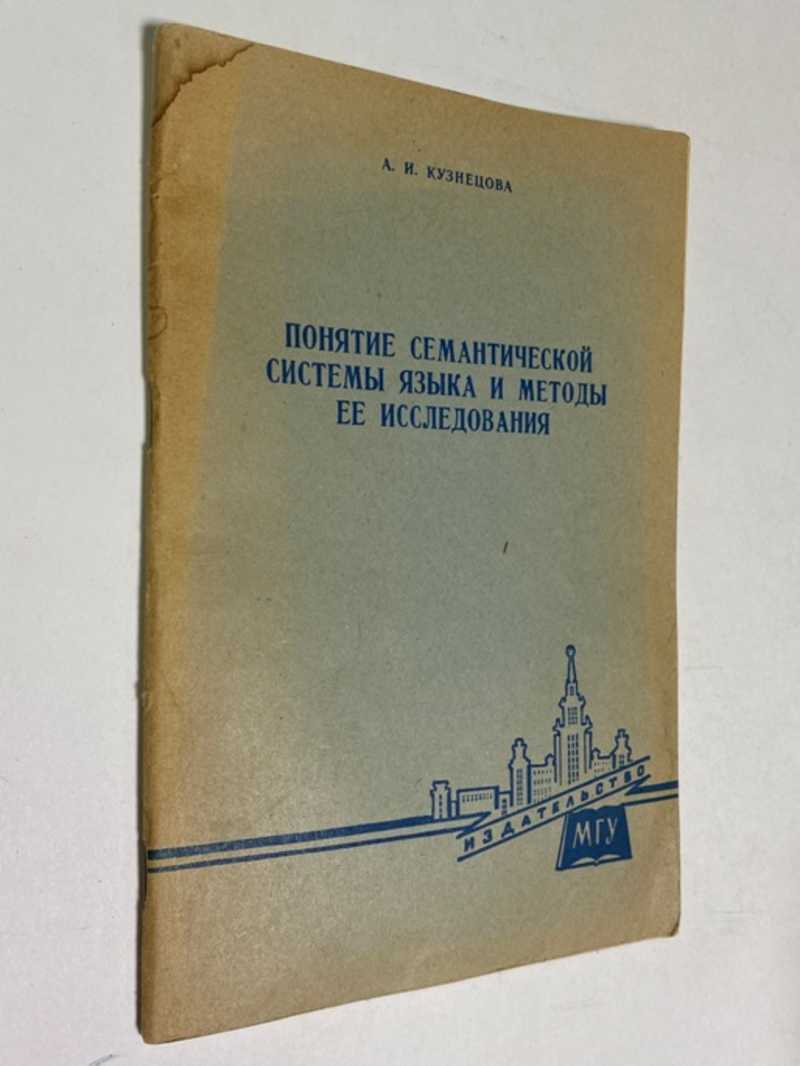 А. И. КУЗНЕЦОВА
ПОНЯТИЕ СЕМАНТИЧЕСКОЙ
СИСТЕМЫ ЯЗЫКА И МЕТОДЫ
ЕЕ ИССЛЕДОВАНИЯ
ИЗДАТЕЛЬСТВО
МГУ